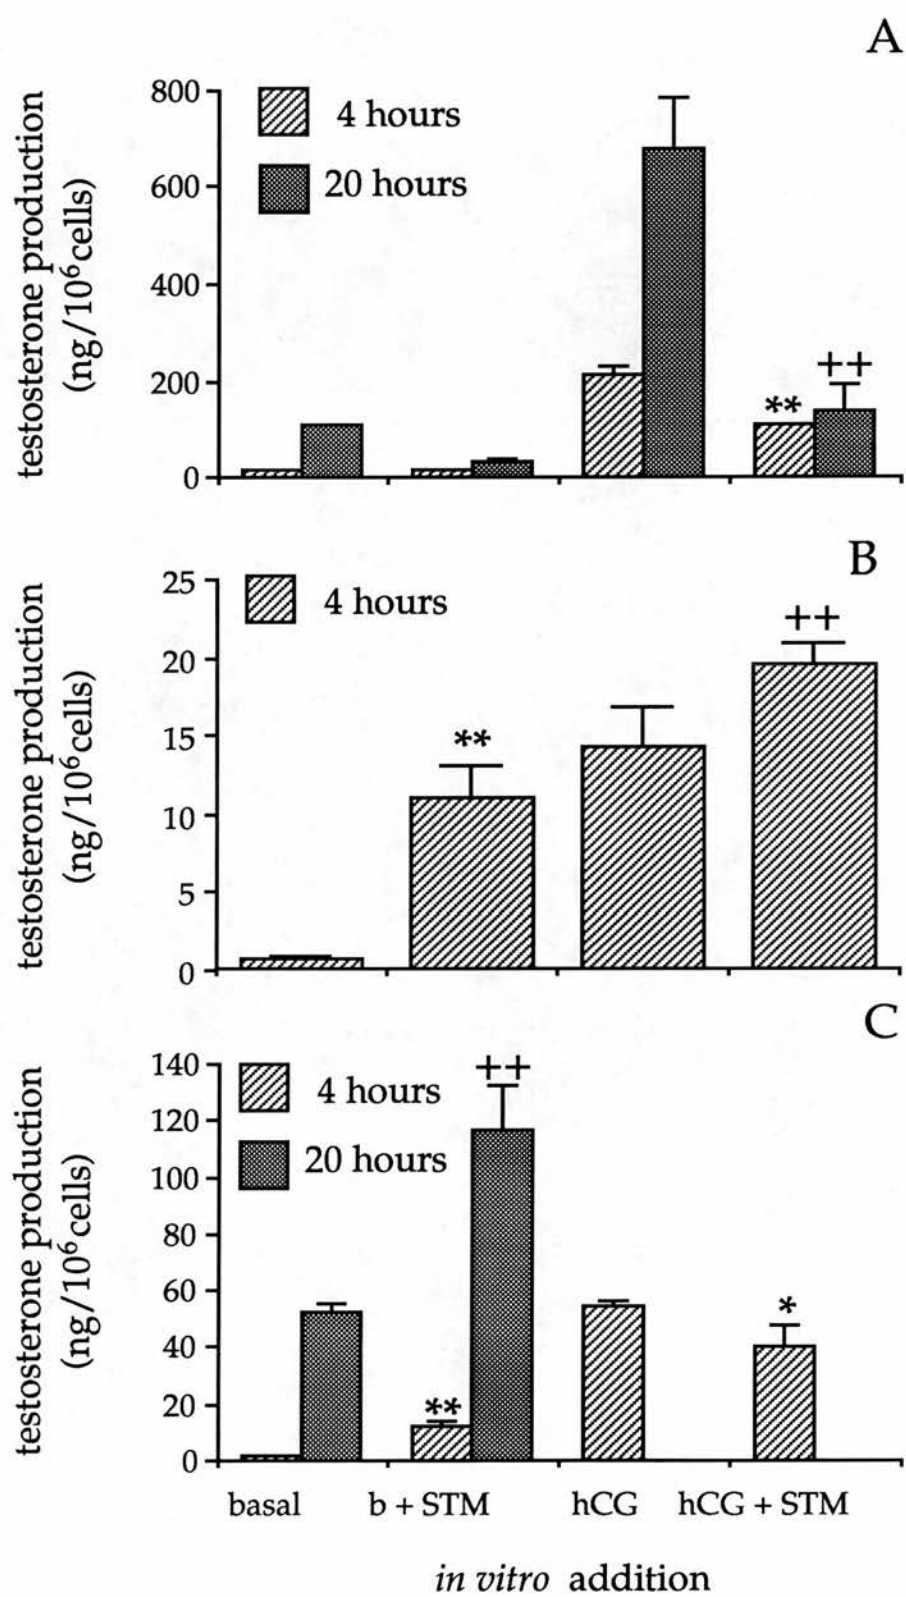 A
testosterone production
(ng/10⁶cells)
800
600
400
200
0
4 hours
20 hours
**
++
B
testosterone production
(ng/10⁶cells)
25
20
15
10
5
0
4 hours
**
++
C
testosterone production
(ng/10⁶cells)
140
120
100
80
60
40
20
0
4 hours
20 hours
**
++
*
basal b + STM hCG hCG + STM
in vitro addition